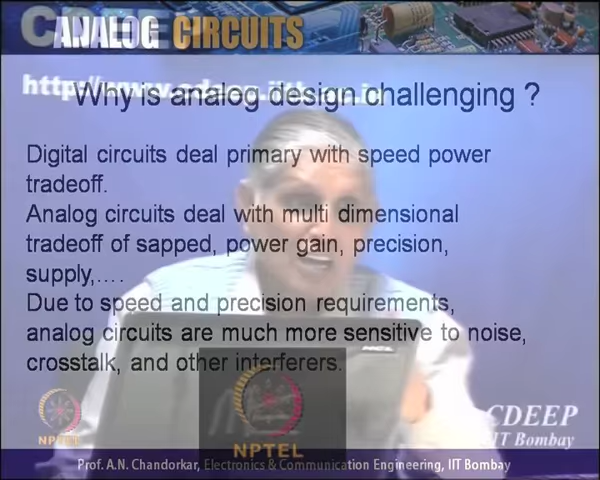 ANALOG CIRCUITS
Why is analog design challenging ?
Digital circuits deal primary with speed power
tradeoff.
Analog circuits deal with multi dimensional
tradeoff of sapped, power gain, precision,
supply,....
Due to speed and precision requirements,
analog circuits are much more sensitive to noise,
crosstalk, and other interferers.
NPTEL
NPTEL
CDEEP
IIT Bombay
Prof. A.N. Chandorkar, Electronics & Communication Engineering, IIT Bombay